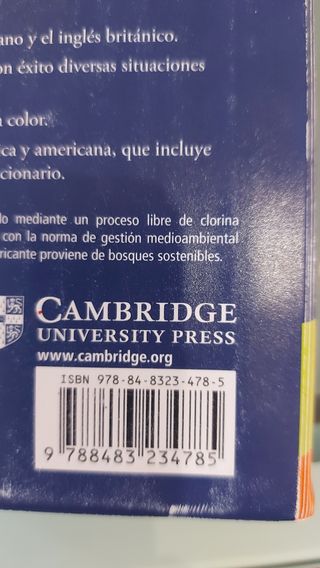 ano y el inglés británico.
on éxito diversas situaciones
color.
ica y americana, que incluye
cionario.
do mediante un proceso libre de clorina
con la norma de gestión medioambiental
ricante proviene de bosques sostenibles.
CAMBRIDGE
UNIVERSITY PRESS
www.cambridge.org
ISBN 978-84-8323-478-5
9 788483 234785